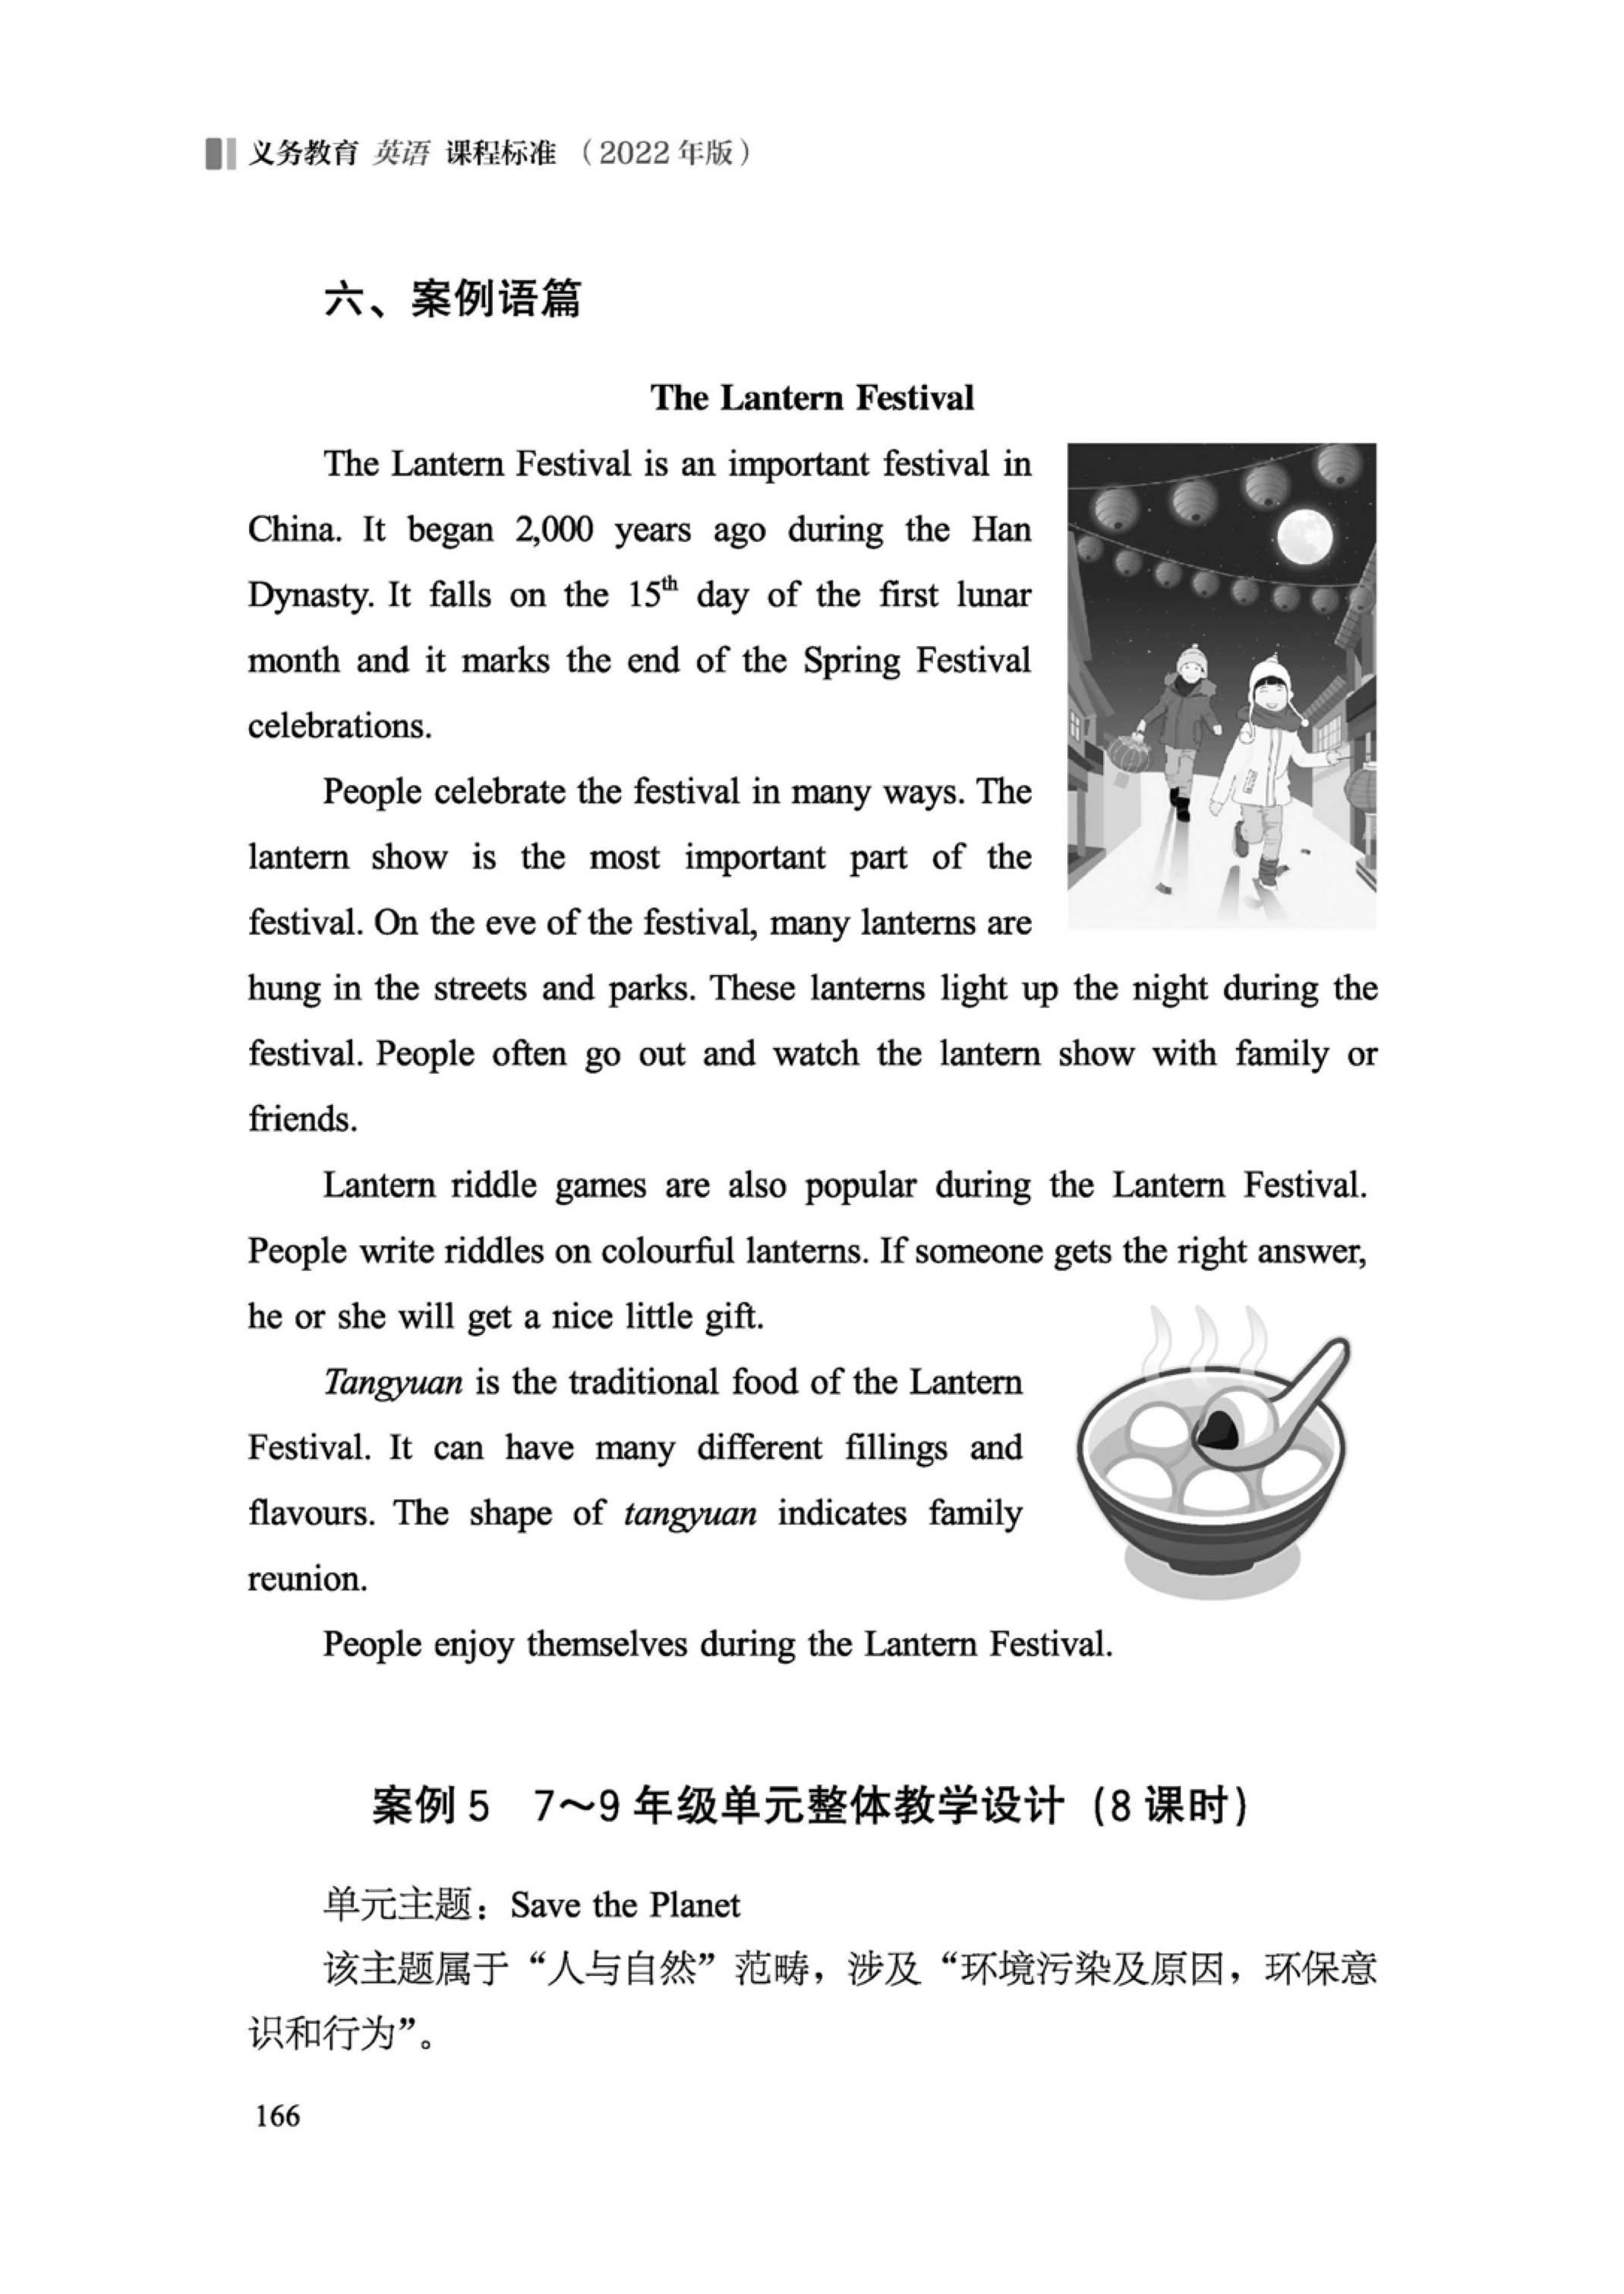 义务教育 英语 课程标准（2022 年版）
六、案例语篇
The Lantern Festival
The Lantern Festival is an important festival in
China. It began 2,000 years ago during the Han
Dynasty. It falls on the 15th day of the first lunar
month and it marks the end of the Spring Festival
celebrations.
People celebrate the festival in many ways. The
lantern show is the most important part of the
festival. On the eve of the festival, many lanterns are
hung in the streets and parks. These lanterns light up the night during the
festival. People often go out and watch the lantern show with family or
friends.
Lantern riddle games are also popular during the Lantern Festival.
People write riddles on colourful lanterns. If someone gets the right answer,
he or she will get a nice little gift.
Tangyuan is the traditional food of the Lantern
Festival. It can have many different fillings and
flavours. The shape of tangyuan indicates family
reunion.
People enjoy themselves during the Lantern Festival.
案例 5 7～9 年级单元整体教学设计（8 课时）
单元主题：Save the Planet
该主题属于“人与自然”范畴，涉及“环境污染及原因，环保意
识和行为”。
166